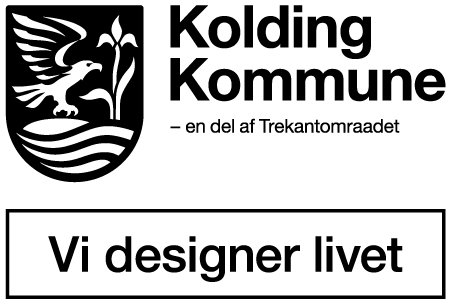 Kolding
Kommune
– en del af Trekantomraadet
Vi designer livet